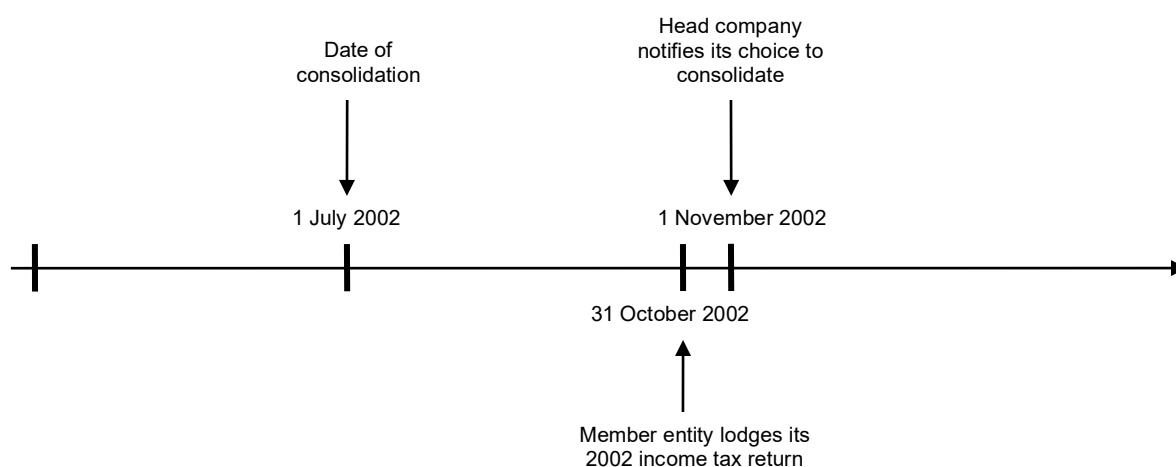 Head company
notifies its choice to
consolidate
Date of
consolidation
1 July 2002
1 November 2002
31 October 2002
Member entity lodges its
2002 income tax return